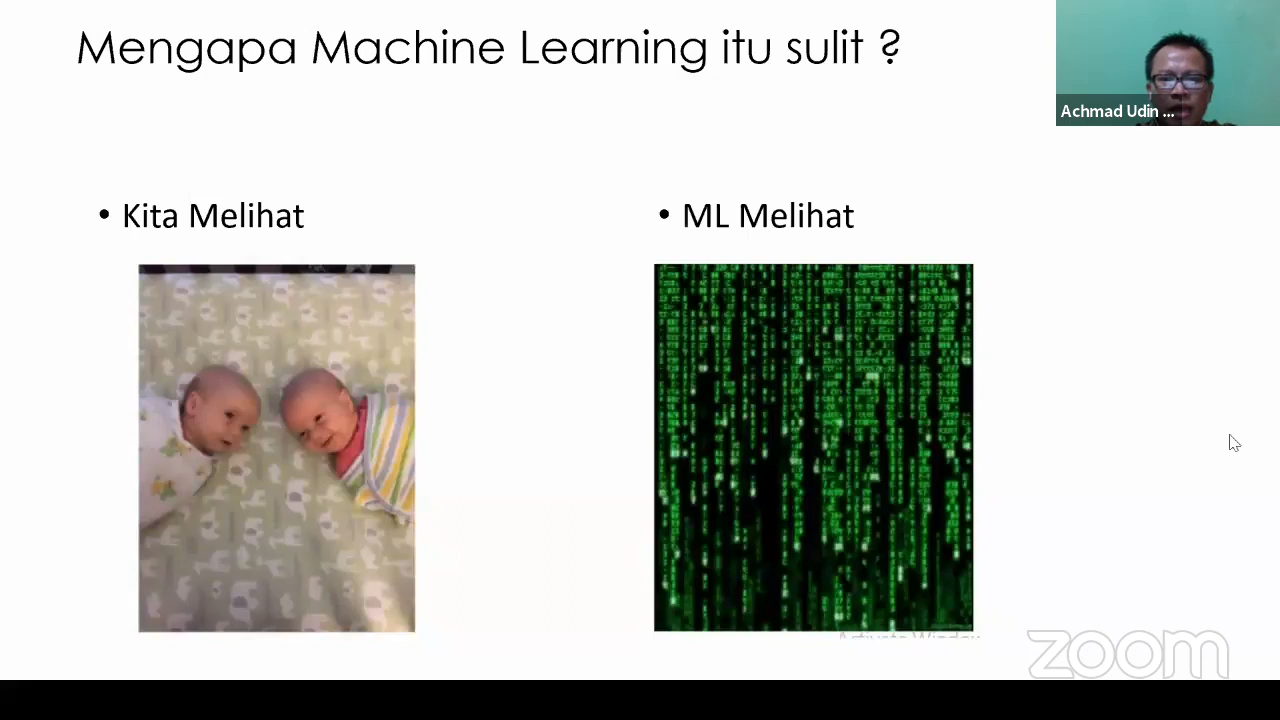 Mengapa Machine Learning itu sulit ?
Achmad Udin ...
• Kita Melihat
• ML Melihat
zoom